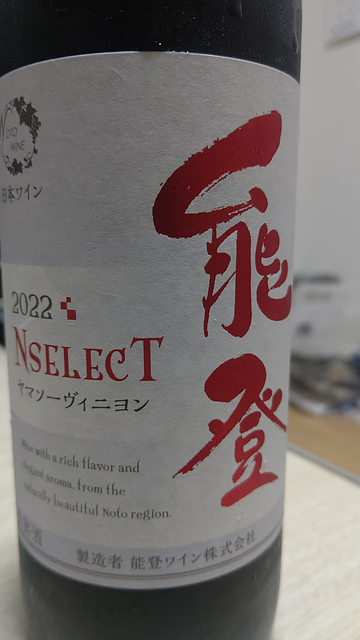 NOTO
WINE
日本ワイン
能登
2022
NSELECT
ヤマソーヴィニヨン
Wine with a rich flavor and
elegant aroma, from the
naturally beautiful Noto region.
製造者 能登ワイン株式会社